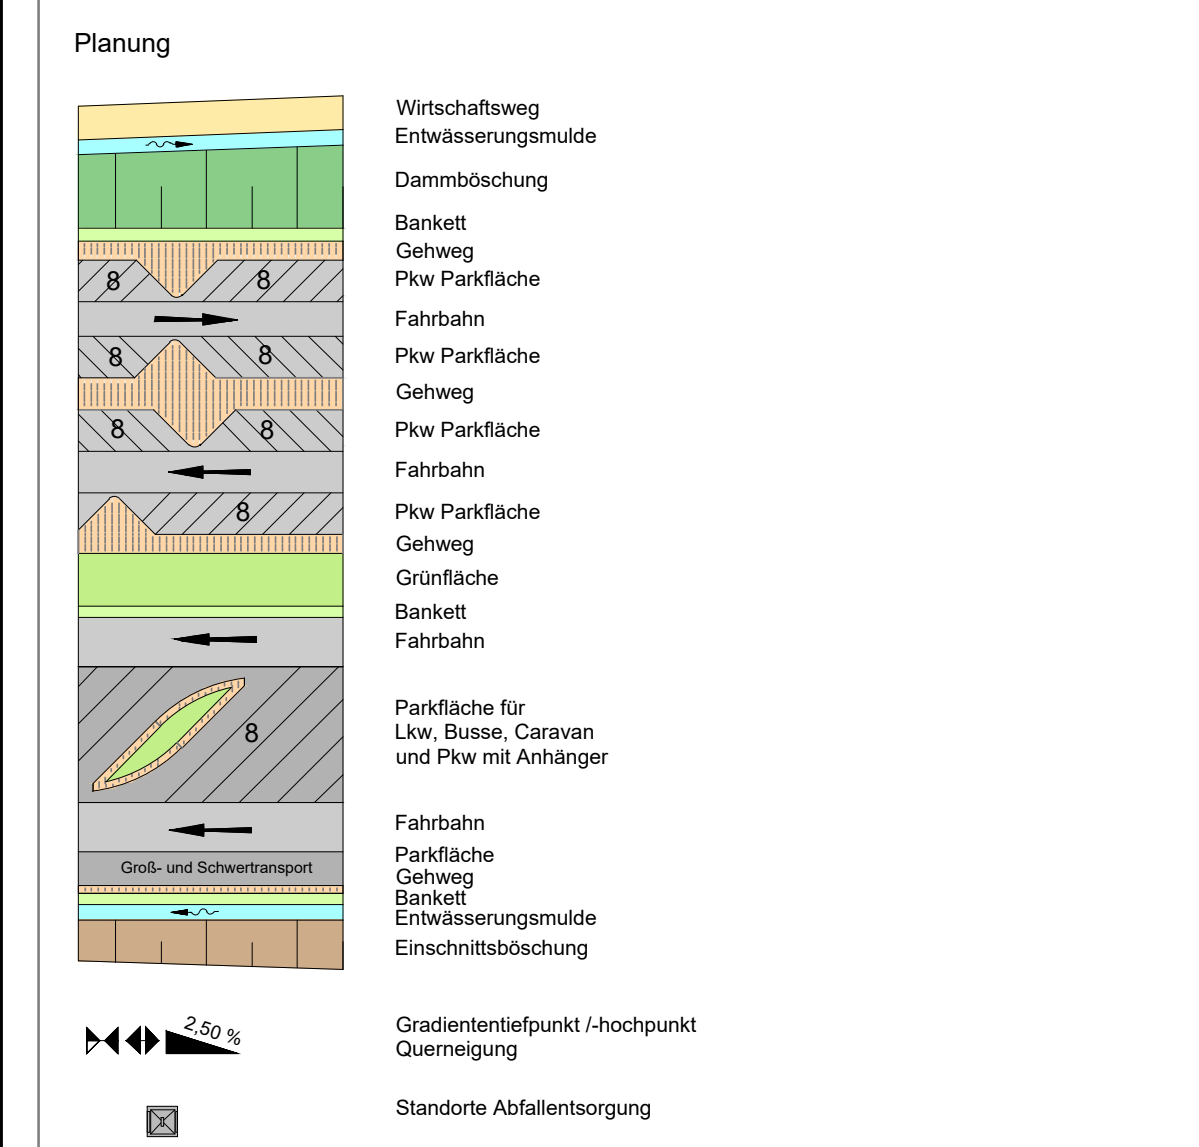 Planung
Wirtschaftsweg
Entwässerungsmulde
Dammböschung
Bankett
Gehweg
8 8 Pkw Parkfläche
Fahrbahn
8 8 Pkw Parkfläche
Gehweg
8 8 Pkw Parkfläche
Fahrbahn
8 Pkw Parkfläche
Gehweg
Grünfläche
Bankett
Fahrbahn
Parkfläche für
8 Lkw, Busse, Caravan
und Pkw mit Anhänger
Fahrbahn
Parkfläche
Groß- und Schwertransport
Gehweg
Bankett
Entwässerungsmulde
Einschnittsböschung
2,50 %
Gradiententiefpunkt /-hochpunkt
Querneigung
Standorte Abfallentsorgung